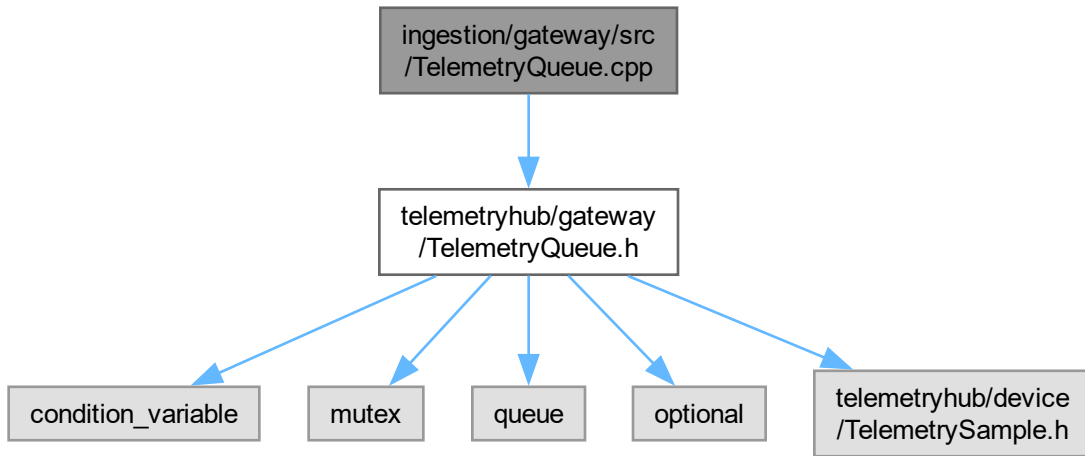 ingestion/gateway/src
/TelemetryQueue.cpp
telemetryhub/gateway
/TelemetryQueue.h
condition_variable
mutex
queue
optional
telemetryhub/device
/TelemetrySample.h